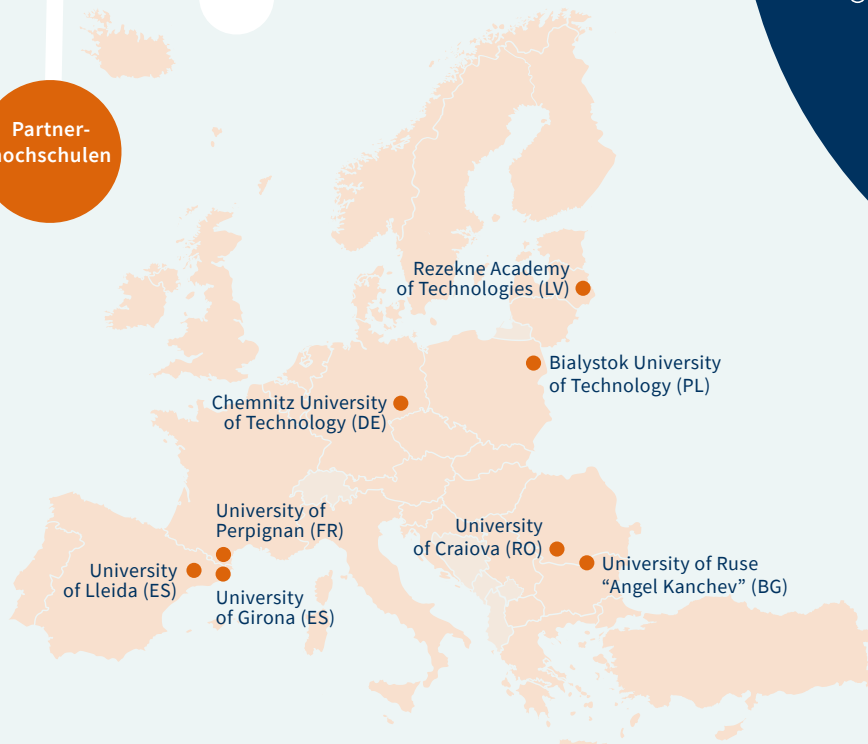 Partner-
hochschulen
Rezekne Academy
of Technologies (LV)
Bialystok University
of Technology (PL)
Chemnitz University
of Technology (DE)
University of
Perpignan (FR)
University
of Craiova (RO)
University of Ruse
“Angel Kanchev” (BG)
University
of Lleida (ES)
University
of Girona (ES)